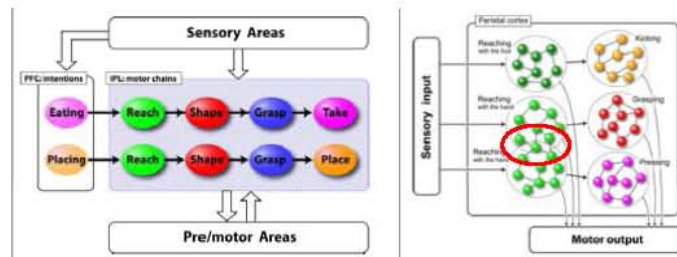 Sensory Areas
PFC: intentions
IPL: motor chains
Eating
Reach
Shape
Grasp
Take
Placing
Reach
Shape
Grasp
Place
Pre/motor Areas
Sensory input
Parietal cortex
Reaching
with the foot
Kicking
Reaching
with the hand
Grasping
Reaching
with the hand
Pressing
Motor output